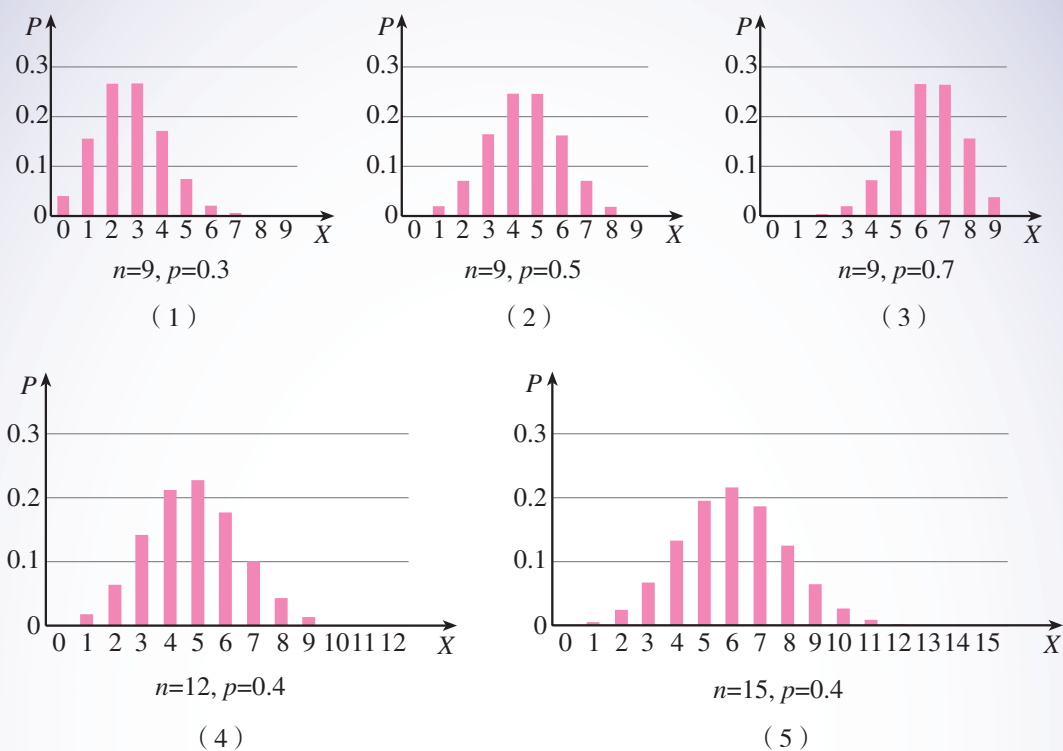 P
0.3
0.2
0.1
0
0 1 2 3 4 5 6 7 8 9 X
n=9, p=0.3
（1）
P
0.3
0.2
0.1
0
0 1 2 3 4 5 6 7 8 9 X
n=9, p=0.5
（2）
P
0.3
0.2
0.1
0
0 1 2 3 4 5 6 7 8 9 X
n=9, p=0.7
（3）
P
0.3
0.2
0.1
0
0 1 2 3 4 5 6 7 8 9 10 11 12 X
n=12, p=0.4
（4）
P
0.3
0.2
0.1
0
0 1 2 3 4 5 6 7 8 9 10 11 12 13 14 15 X
n=15, p=0.4
（5）